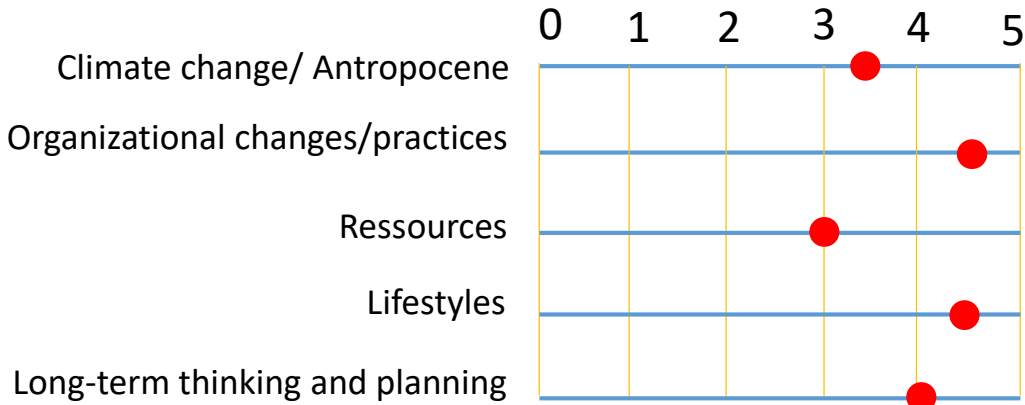 0 1 2 3 4 5
Climate change/ Antropocene
Organizational changes/practices
Ressources
Lifestyles
Long-term thinking and planning